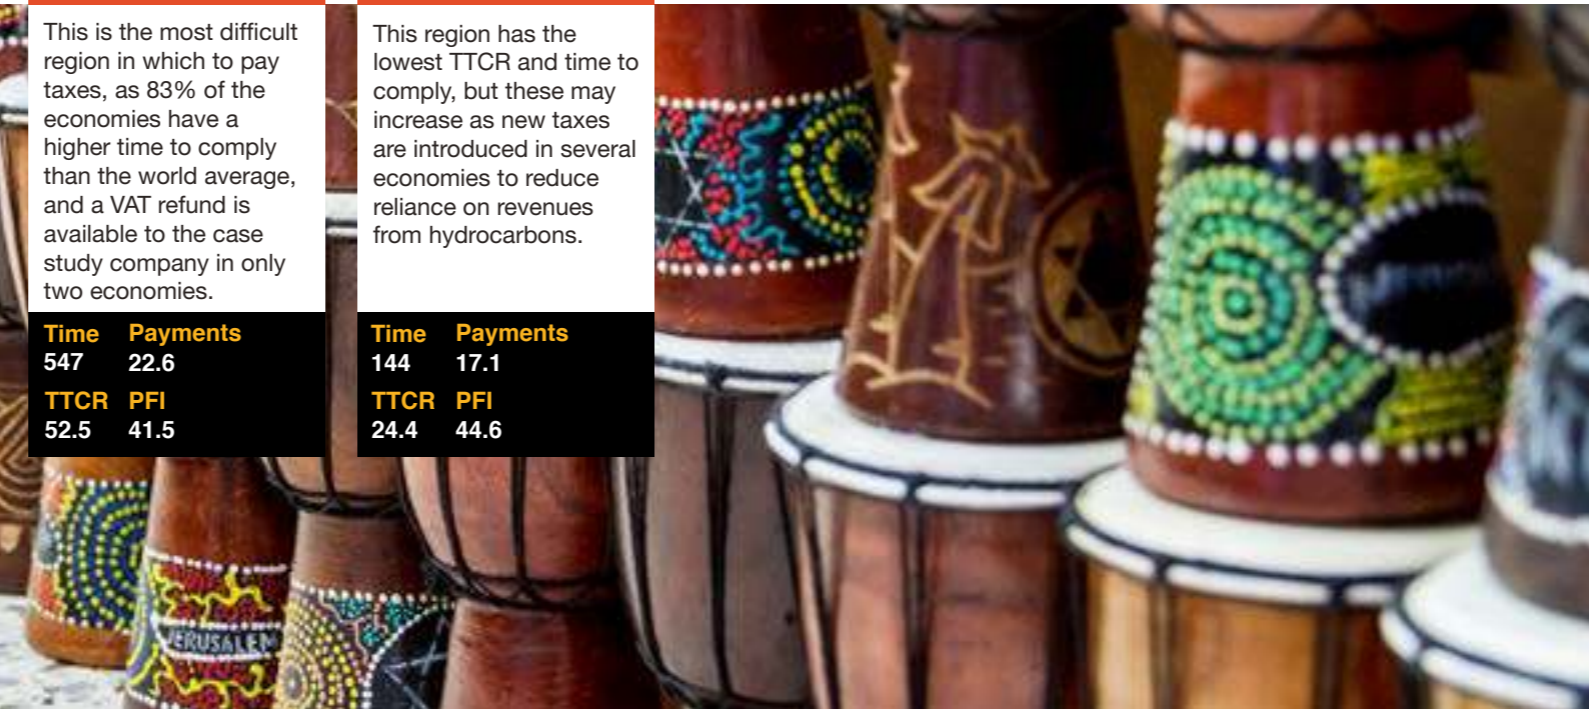 This is the most difficult
region in which to pay
taxes, as 83% of the
economies have a
higher time to comply
than the world average,
and a VAT refund is
available to the case
study company in only
two economies.
Time Payments
547 22.6
TTCR PFI
52.5 41.5
This region has the
lowest TTCR and time to
comply, but these may
increase as new taxes
are introduced in several
economies to reduce
reliance on revenues
from hydrocarbons.
Time Payments
144 17.1
TTCR PFI
24.4 44.6
JERUSALEM